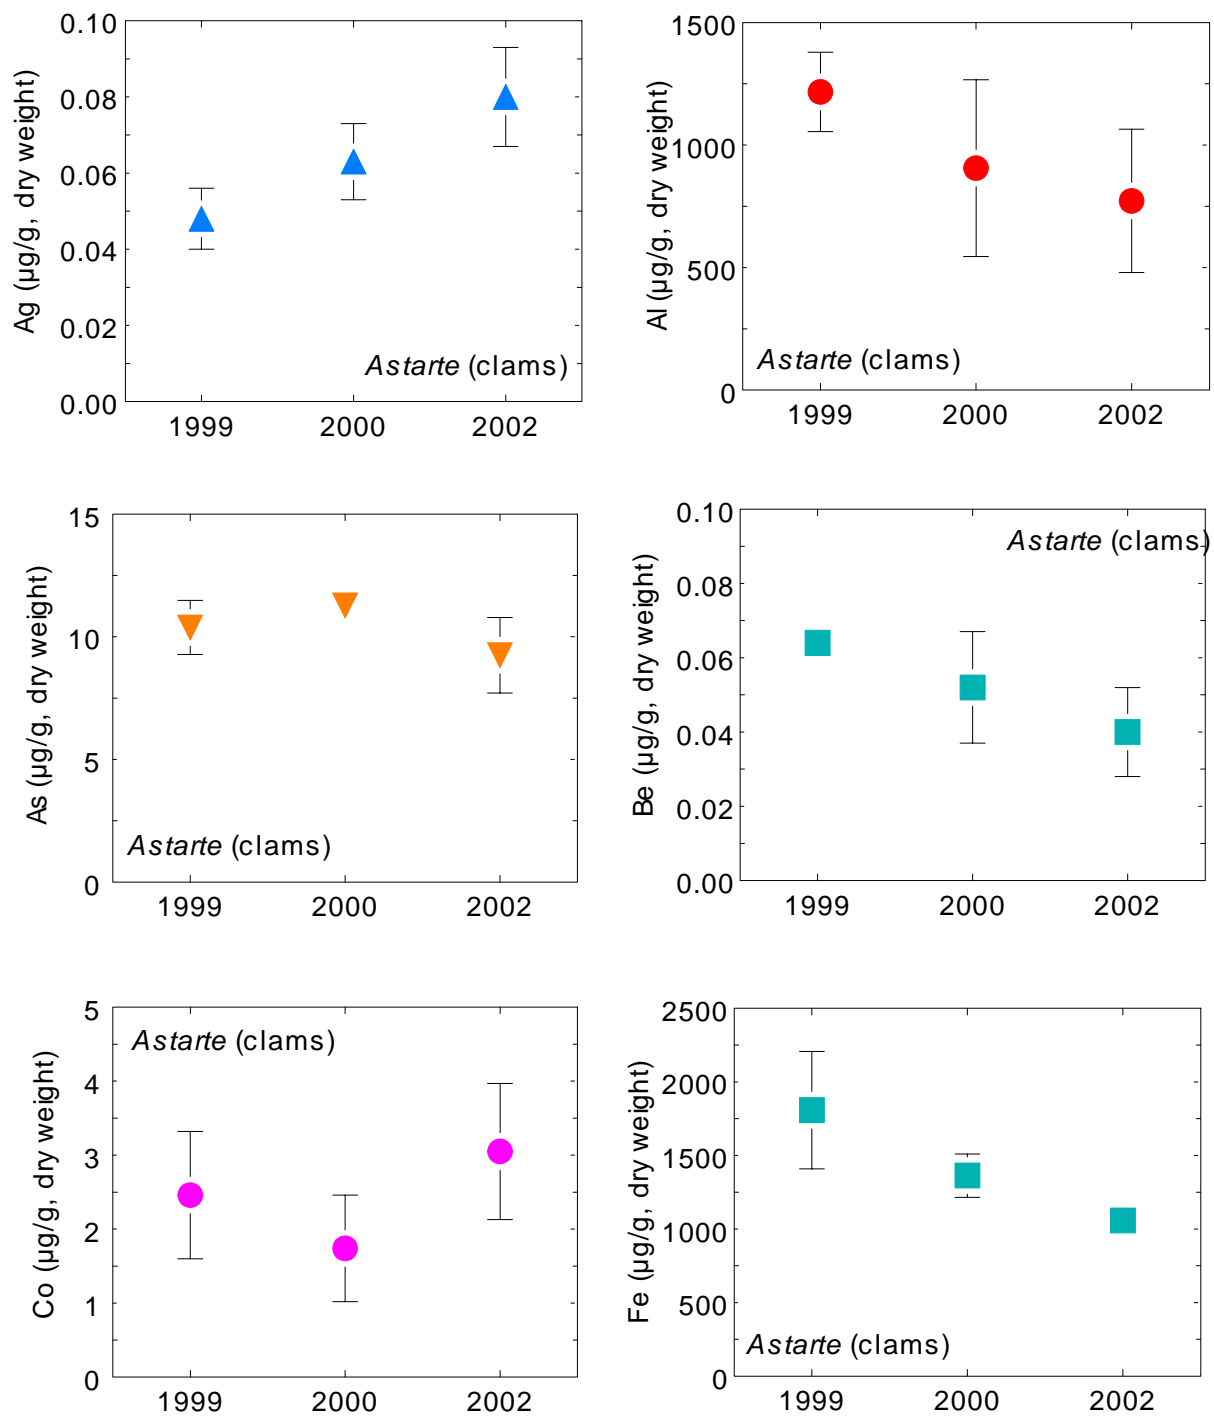 Ag (µg/g, dry weight)
0.10
0.08
0.06
0.04
0.02
0.00
Astarte (clams)
1999 2000 2002
Al (µg/g, dry weight)
1500
1000
500
0
Astarte (clams)
1999 2000 2002
As (µg/g, dry weight)
15
10
5
0
Astarte (clams)
1999 2000 2002
Be (µg/g, dry weight)
0.10
0.08
0.06
0.04
0.02
0.00
Astarte (clams)
1999 2000 2002
Co (µg/g, dry weight)
5
4
3
2
1
0
Astarte (clams)
1999 2000 2002
Fe (µg/g, dry weight)
2500
2000
1500
1000
500
0
Astarte (clams)
1999 2000 2002